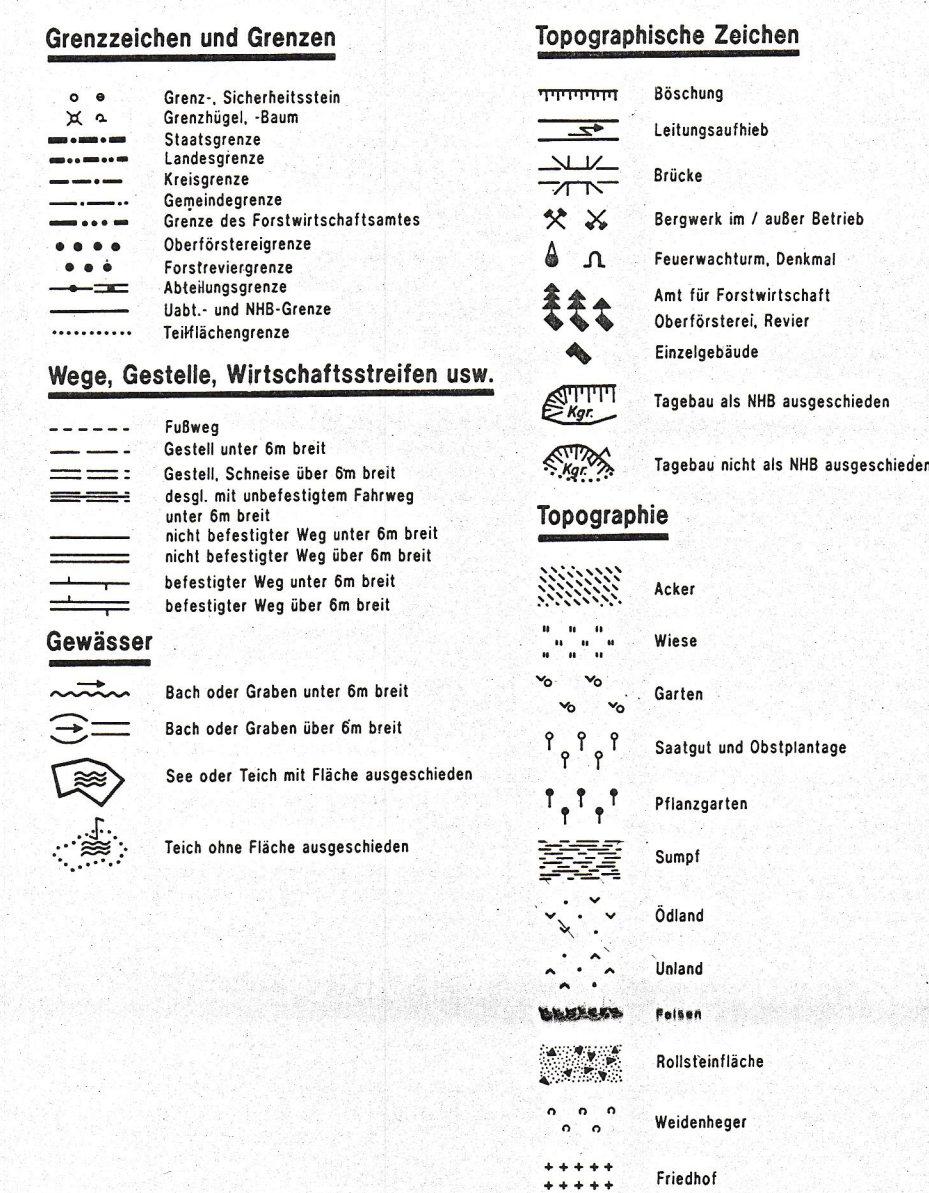 Grenzzeichen und Grenzen
Grenz-, Sicherheitsstein
Grenzhügel, -Baum
Staatsgrenze
Landesgrenze
Kreisgrenze
Gemeindegrenze
Grenze des Forstwirtschaftsamtes
Oberförstereigrenze
Forstreviergrenze
Abteilungsgrenze
Uabt.- und NHB-Grenze
Teilflächengrenze
Wege, Gestelle, Wirtschaftsstreifen usw.
Fußweg
Gestell unter 6m breit
Gestell, Schneise über 6m breit
desgl. mit unbefestigtem Fahrweg
unter 6m breit
nicht befestigter Weg unter 6m breit
nicht befestigter Weg über 6m breit
befestigter Weg unter 6m breit
befestigter Weg über 6m breit
Gewässer
Bach oder Graben unter 6m breit
Bach oder Graben über 6m breit
See oder Teich mit Fläche ausgeschieden
Teich ohne Fläche ausgeschieden
Topographische Zeichen
Böschung
Leitungsaufhieb
Brücke
Bergwerk im / außer Betrieb
Feuerwachturm, Denkmal
Amt für Forstwirtschaft
Oberförsterei, Revier
Einzelgebäude
Kgr.
Tagebau als NHB ausgeschieden
Kgr.
Tagebau nicht als NHB ausgeschieden
Topographie
Acker
Wiese
Garten
Saatgut und Obstplantage
Pflanzgarten
Sumpf
Ödland
Unland
Felsen
Rollsteinfläche
Weidenheger
Friedhof